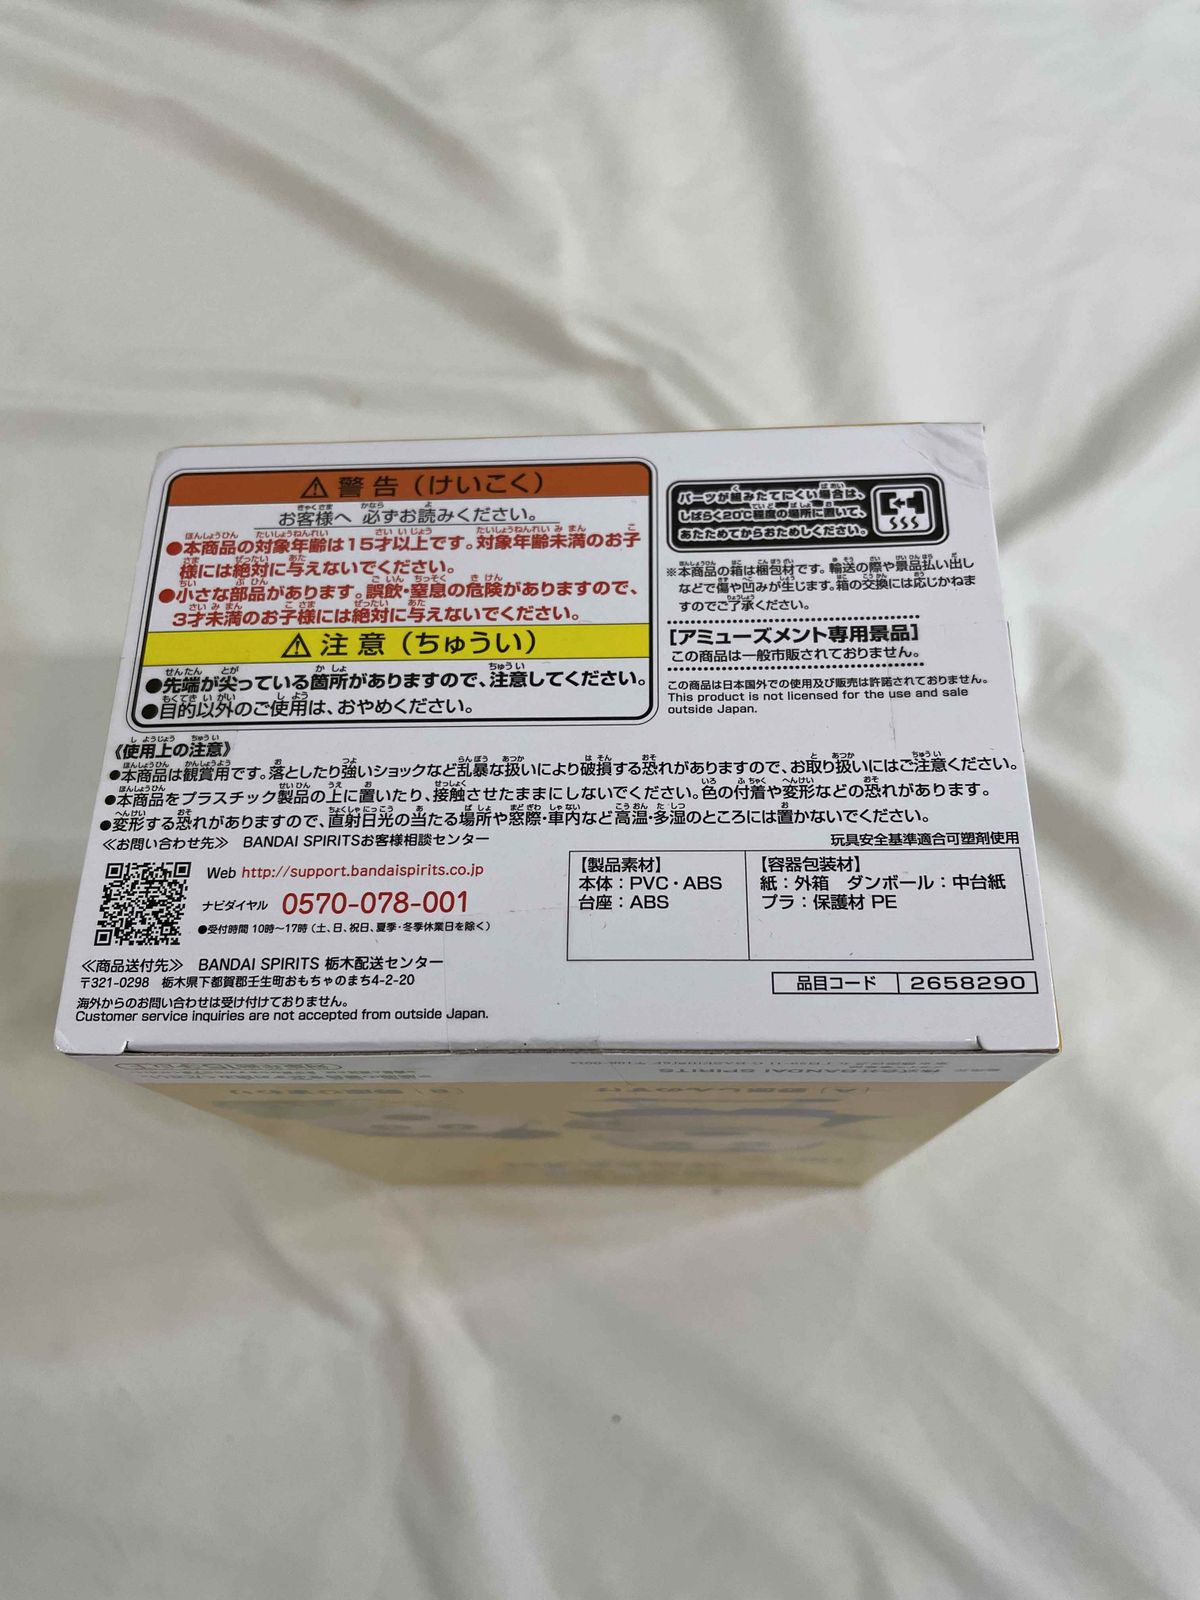 警告（けいこく）
お客様へ 必ずお読みください。
●本商品の対象年齢は15才以上です。対象年齢未満のお子
様には絶対に与えないでください。
●小さな部品があります。誤飲・窒息の危険がありますので、
3才未満のお子様には絶対に与えないでください。
注意（ちゅうい）
●先端が尖っている箇所がありますので、注意してください。
●目的以外のご使用は、おやめください。
パーツが組みたてにくい場合は、
しばらく20℃程度の場所に置いて、
あたためてからおためしください。
※本商品の箱は梱包材です。輸送の際や景品払い出し
などで傷や凹みが生じます。箱の交換には応じかねま
すのでご了承ください。
[アミューズメント専用景品]
この商品は一般市販されておりません。
この商品は日本国外での使用及び販売は許諾されておりません。
This product is not licensed for the use and sale
outside Japan.
《使用上の注意》
●本商品は観賞用です。落としたり強いショックなど乱暴な扱いにより破損する恐れがありますので、お取り扱いにはご注意ください。
●本商品をプラスチック製品の上に置いたり、接触させたままにしないでください。色の付着や変形などの恐れがあります。
●変形する恐れがありますので、直射日光の当たる場所や窓際・車内など高温・多湿のところには置かないでください。
≪お問い合わせ先≫ BANDAI SPIRITSお客様相談センター
玩具安全基準適合可塑剤使用
Web http://support.bandaispirits.co.jp
ナビダイヤル 0570-078-001
●受付時間 10時〜17時（土、日、祝日、夏季・冬季休業日を除く）
【製品素材】
本体：PVC・ABS
台座：ABS
【容器包装材】
紙：外箱 ダンボール：中台紙
プラ：保護材 PE
≪商品送付先≫ BANDAI SPIRITS 栃木配送センター
〒321-0298 栃木県下都賀郡壬生町おもちゃのまち4-2-20
品目コード 2658290
海外からのお問い合わせは受け付けておりません。
Customer service inquiries are not accepted from outside Japan.
株式会社BANDAI SPIRITS
(A) 野原しんのすけ
(B) 野原ひまわり